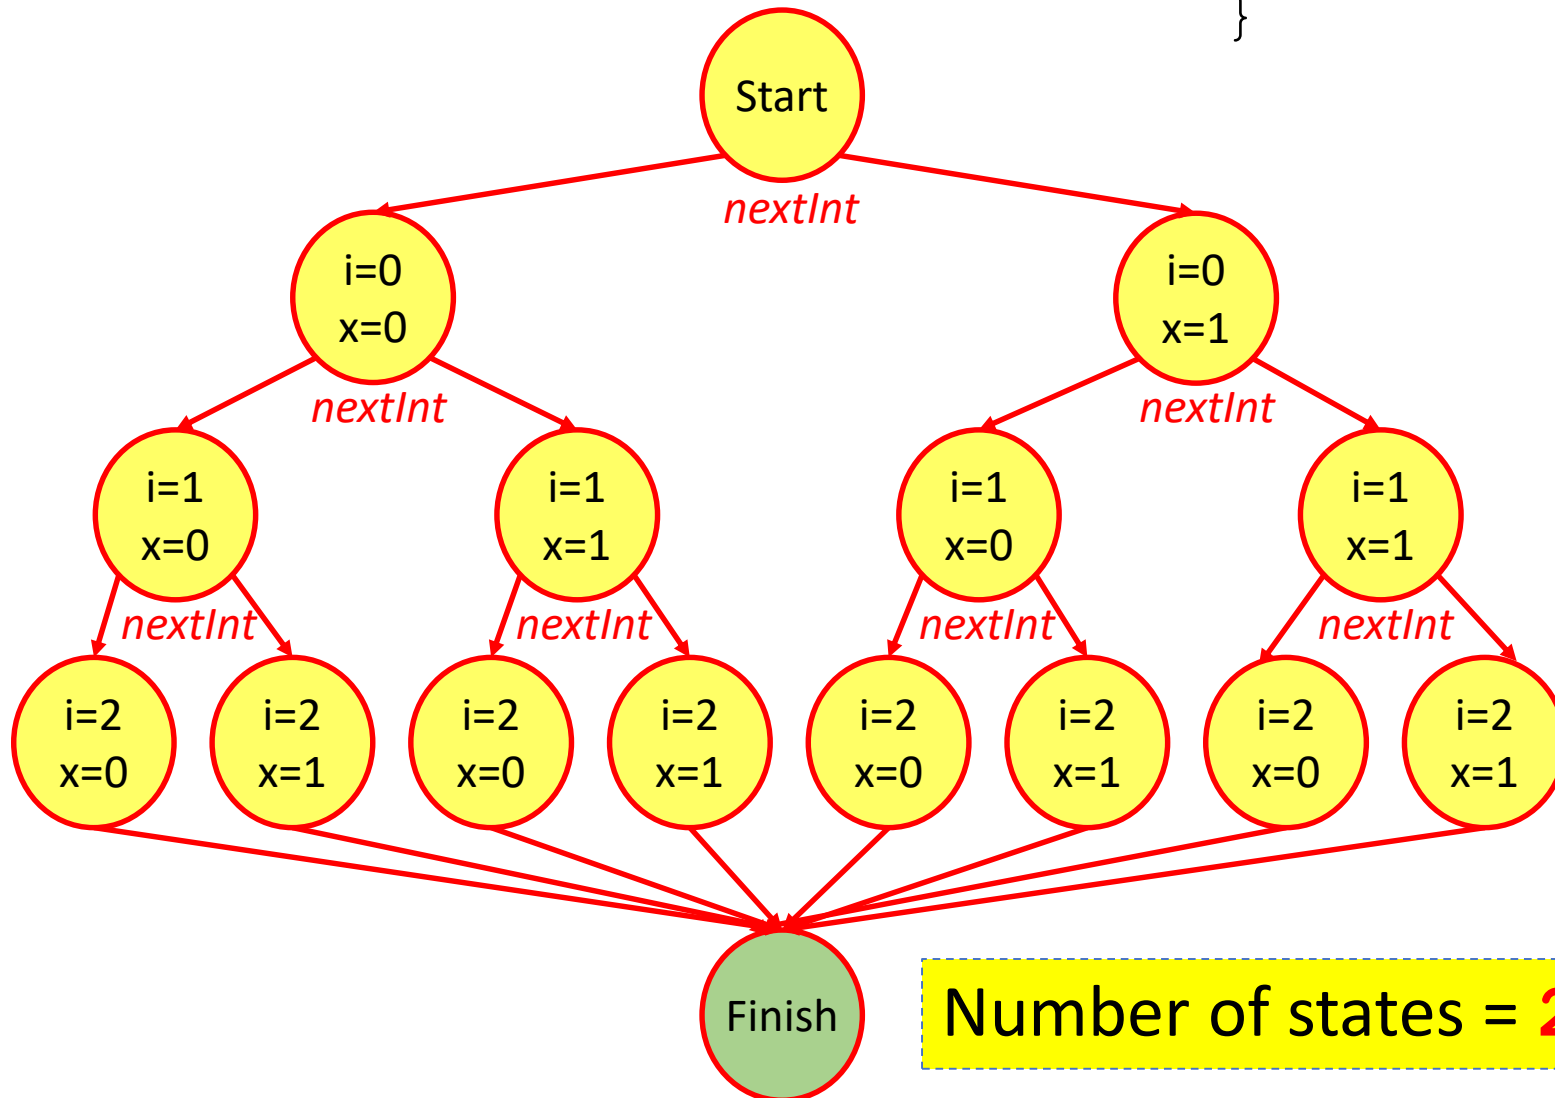 }
Start
nextInt
i=0
x=0
i=0
x=1
nextInt
nextInt
i=1
x=0
i=1
x=1
i=1
x=0
i=1
x=1
nextInt
nextInt
nextInt
nextInt
i=2
x=0
i=2
x=1
i=2
x=0
i=2
x=1
i=2
x=0
i=2
x=1
i=2
x=0
i=2
x=1
Finish
Number of states = 2